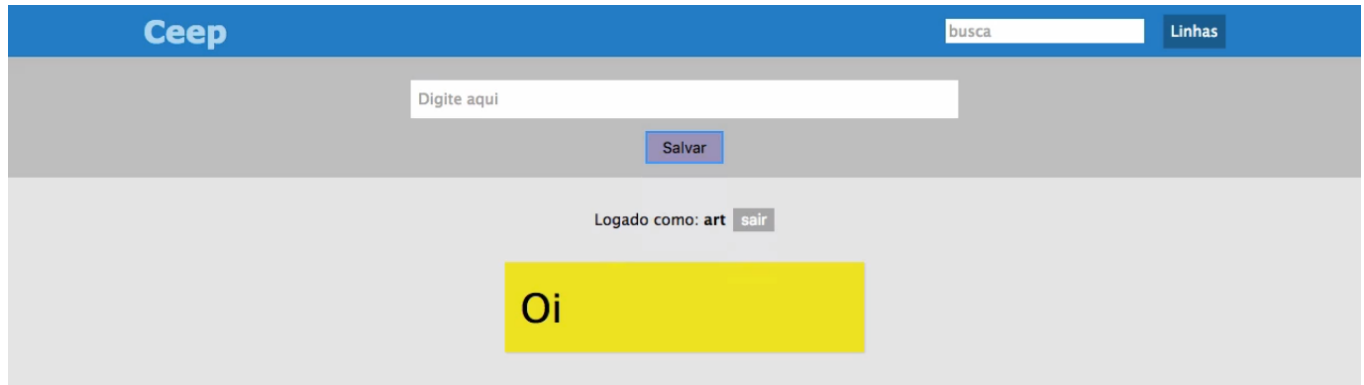 Ceep busca Linhas
Digite aqui
Salvar
Logado como: art sair
Oi